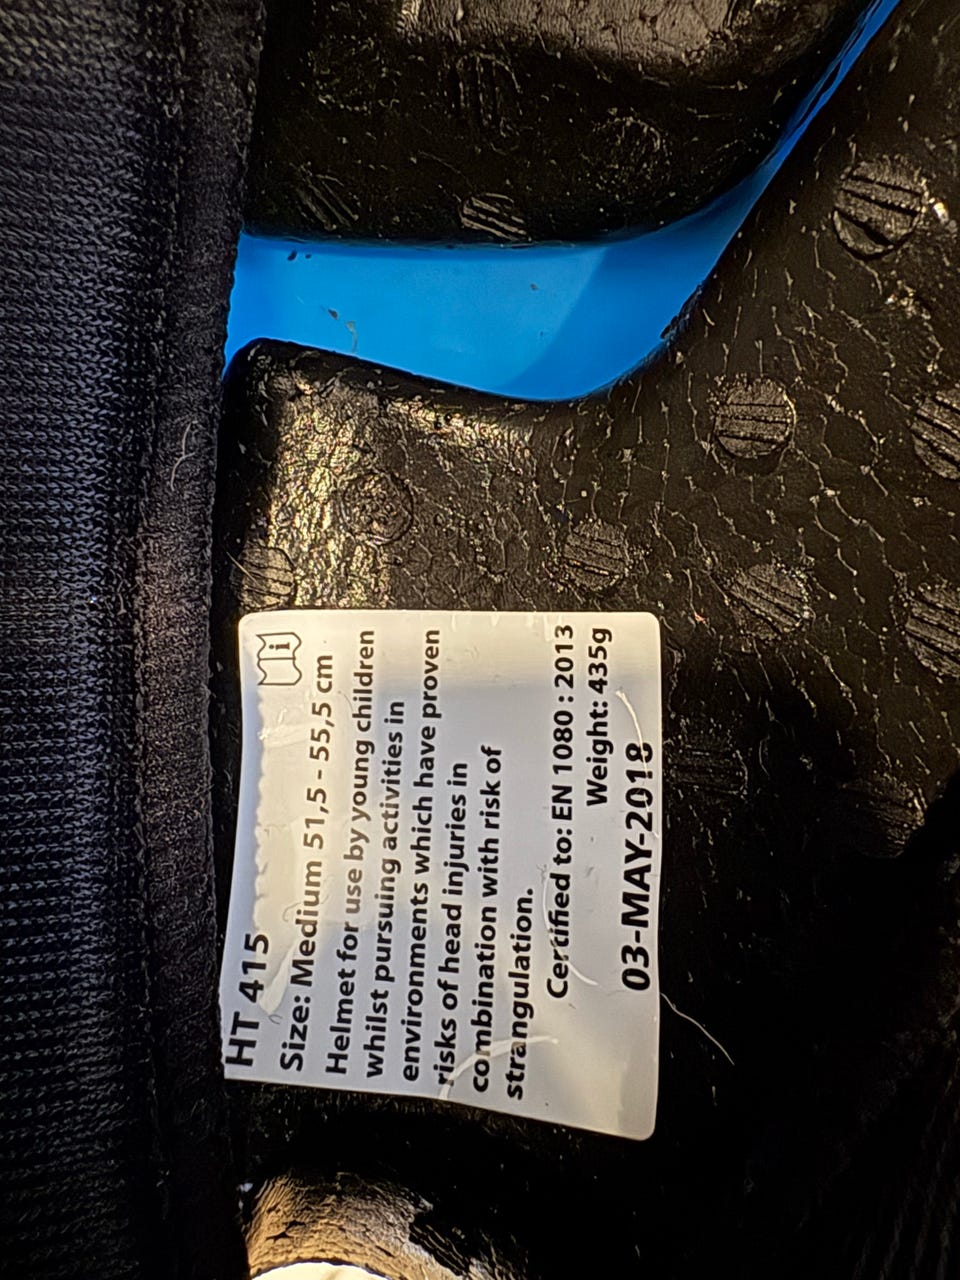 HT 415
Size: Medium 51,5 - 55,5 cm
Helmet for use by young children
whilst pursuing activities in
environments which have proven
risks of head injuries in
combination with risk of
strangulation.
Certified to: EN 1080 : 2013
Weight: 435g
03-MAY-2018